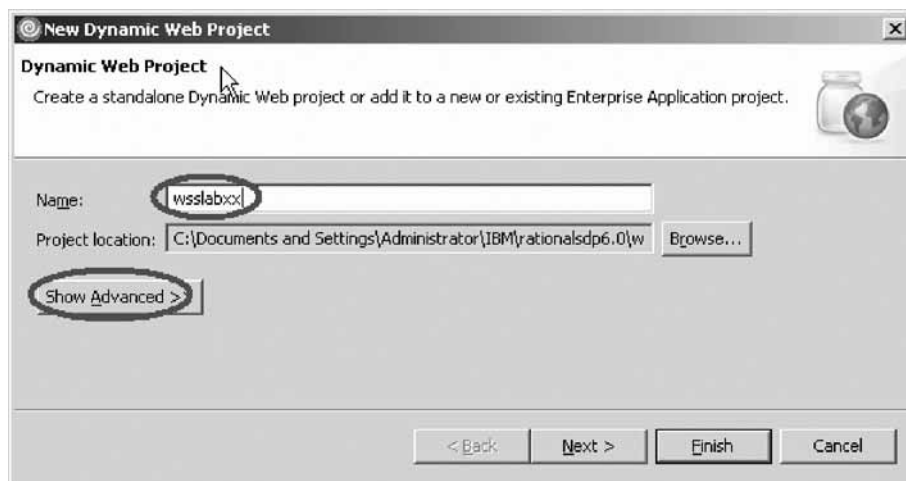 New Dynamic Web Project
Dynamic Web Project
Create a standalone Dynamic Web project or add it to a new or existing Enterprise Application project.
Name: wsslabxx
Project location: C:\Documents and Settings\Administrator\IBM\rationalsdp6.0\w Browse...
Show Advanced >
< Back Next > Finish Cancel